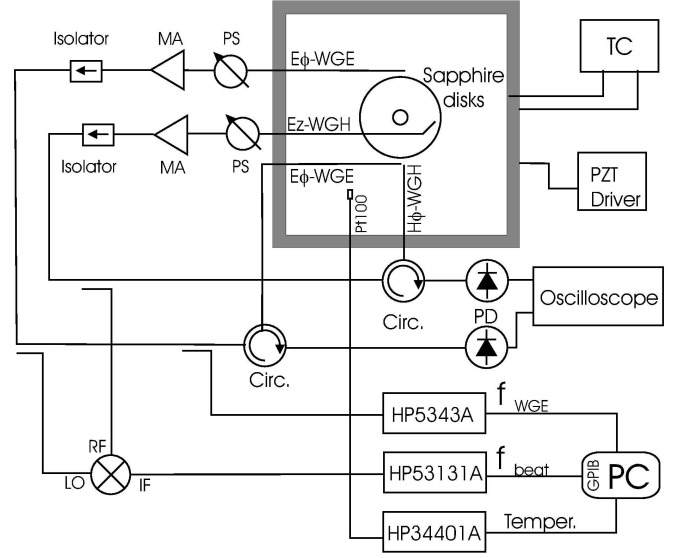 Isolator
MA
PS
Eϕ-WGE
Sapphire
disks
TC
Ez-WGH
Isolator
MA
PS
Eϕ-WGE
Pt100
Hϕ-WGH
PZT
Driver
Circ.
PD
Oscilloscope
Circ.
HP5343A
f WGE
RF
LO
IF
HP53131A
f beat
GPIB
PC
HP34401A
Temper.